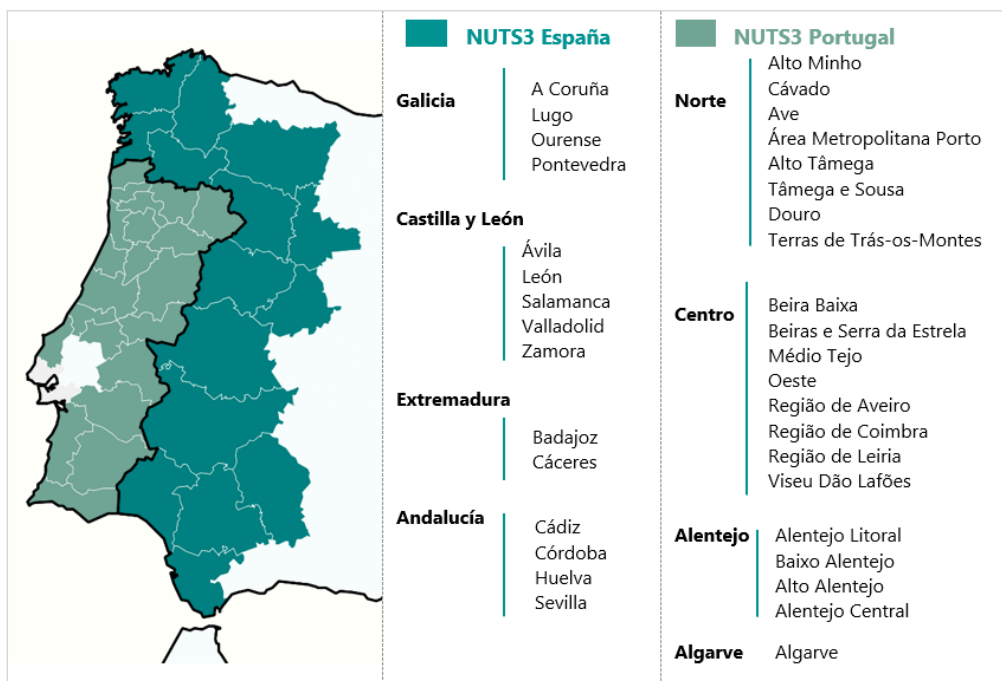 NUTS3 España
Galicia
A Coruña
Lugo
Ourense
Pontevedra
Castilla y León
Ávila
León
Salamanca
Valladolid
Zamora
Extremadura
Badajoz
Cáceres
Andalucía
Cádiz
Córdoba
Huelva
Sevilla
NUTS3 Portugal
Norte
Alto Minho
Cávado
Ave
Área Metropolitana Porto
Alto Tâmega
Tâmega e Sousa
Douro
Terras de Trás-os-Montes
Centro
Beira Baixa
Beiras e Serra da Estrela
Médio Tejo
Oeste
Região de Aveiro
Região de Coimbra
Região de Leiria
Viseu Dão Lafões
Alentejo
Alentejo Litoral
Baixo Alentejo
Alto Alentejo
Alentejo Central
Algarve
Algarve